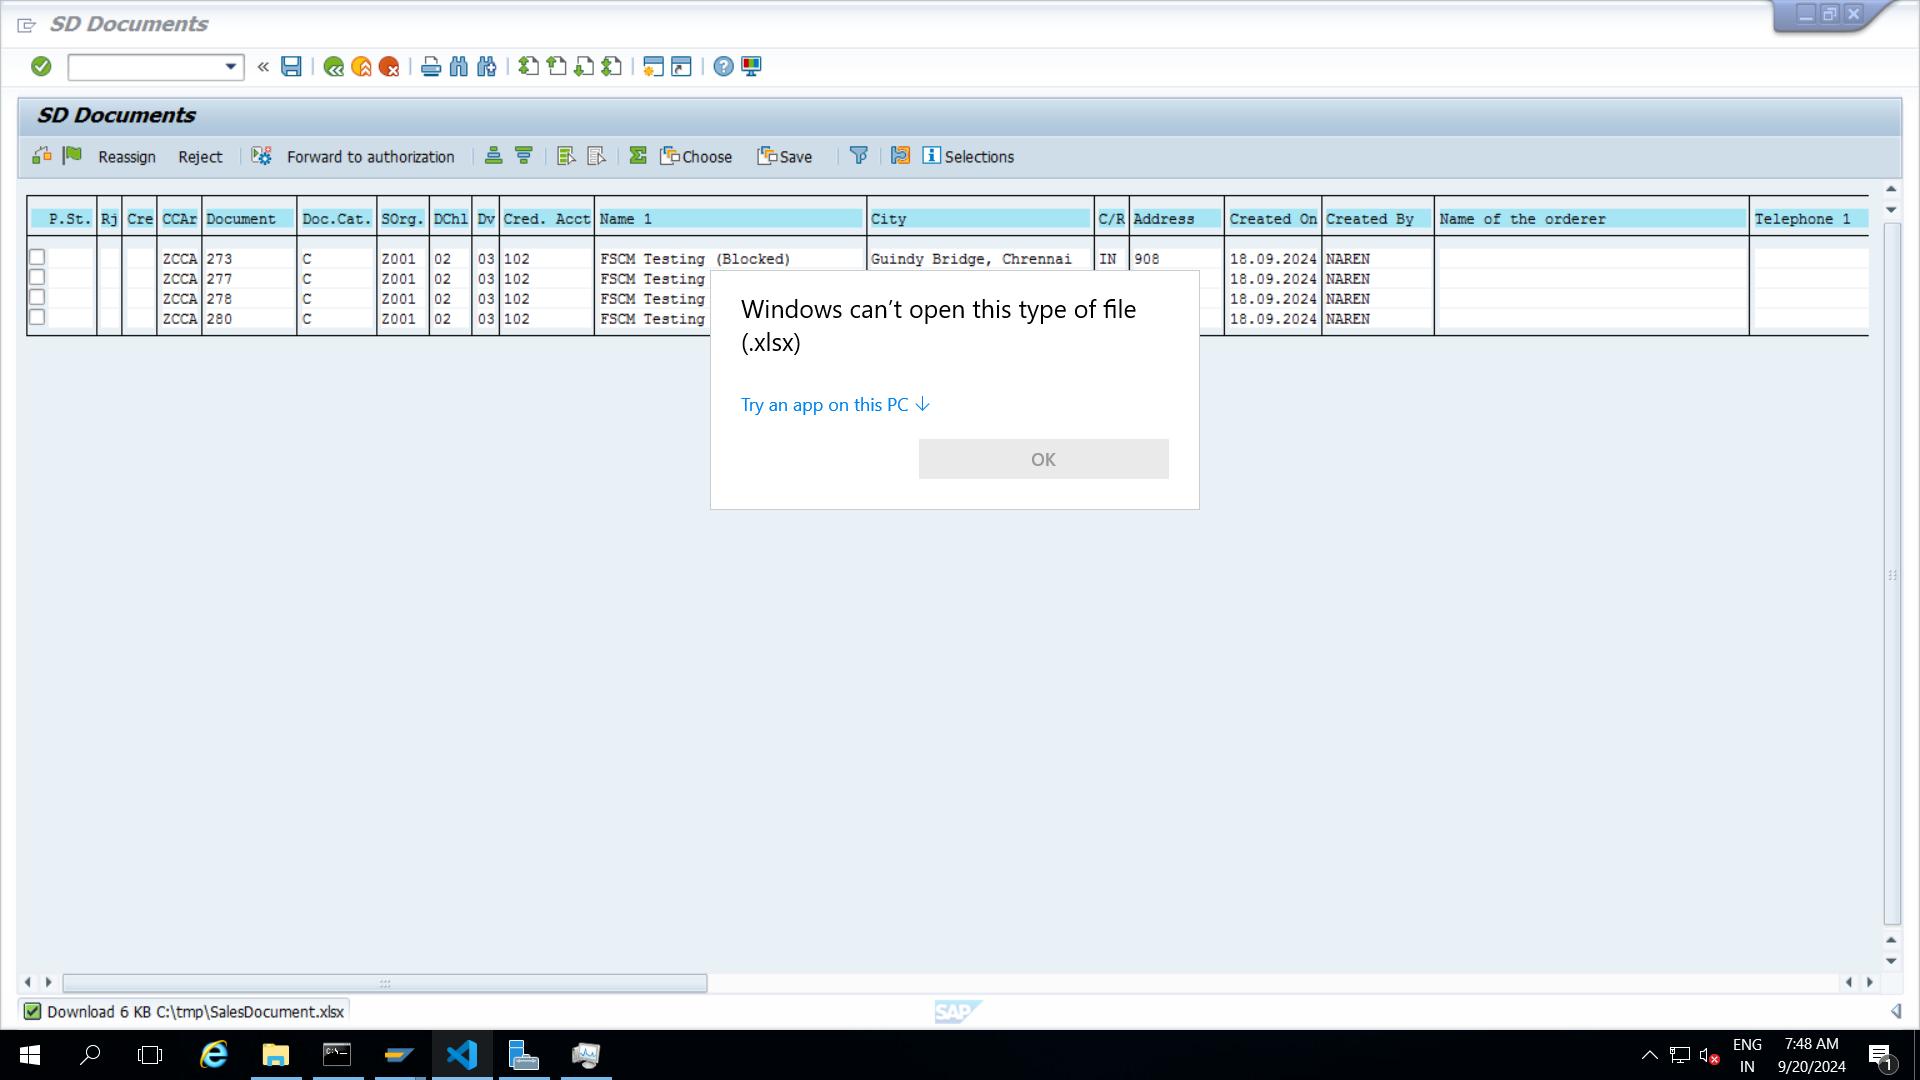 SD Documents
SD Documents
Reassign Reject Forward to authorization Choose Save Selections
P.St. Rj Cre CCAr Document Doc.Cat. SOrg. DChl Dv Cred. Acct Name 1 City C/R Address Created On Created By Name of the orderer Telephone 1
ZCCA 273 C Z001 02 03 102 FSCM Testing (Blocked) Guindy Bridge, Chrennai IN 908 18.09.2024 NAREN
ZCCA 277 C Z001 02 03 102 FSCM Testing 18.09.2024 NAREN
ZCCA 278 C Z001 02 03 102 FSCM Testing 18.09.2024 NAREN
ZCCA 280 C Z001 02 03 102 FSCM Testing 18.09.2024 NAREN
Windows can't open this type of file
(.xlsx)
Try an app on this PC
OK
Download 6 KB C:\tmp\SalesDocument.xlsx
SAP
ENG 7:48 AM
IN 9/20/2024
1